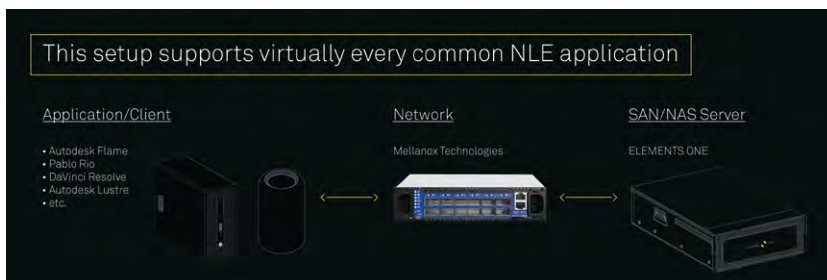 This setup supports virtually every common NLE application
Application/Client
• Autodesk Flame
• Pablo Rio
• DaVinci Resolve
• Autodesk Lustre
• etc.
Network
Mellanox Technologies
SAN/NAS Server
ELEMENTS ONE